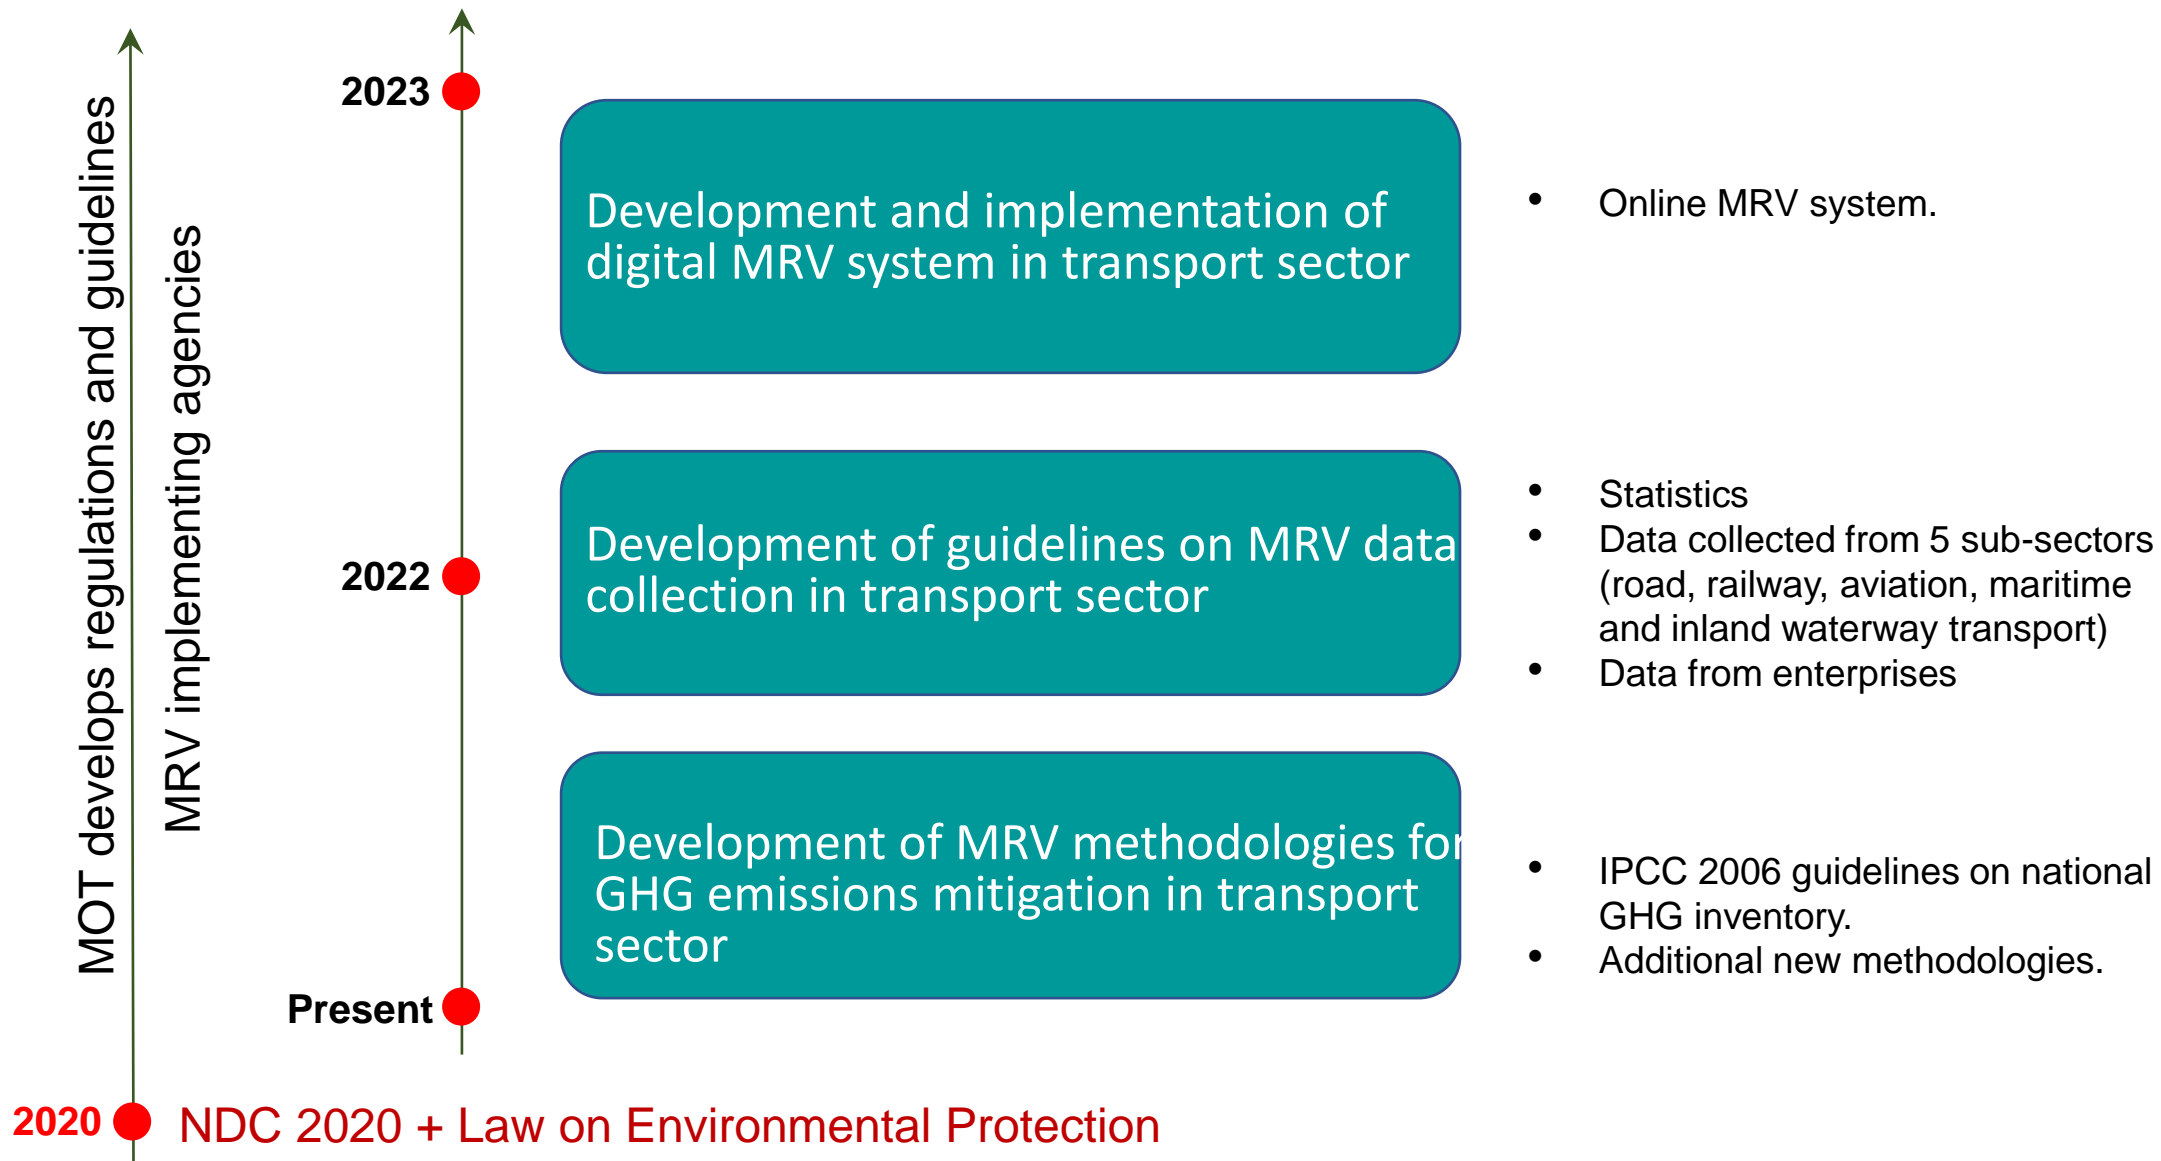 MOT develops regulations and guidelines
MRV implementing agencies
2023
Development and implementation of
digital MRV system in transport sector
• Online MRV system.
2022
Development of guidelines on MRV data
collection in transport sector
• Statistics
• Data collected from 5 sub-sectors
(road, railway, aviation, maritime
and inland waterway transport)
• Data from enterprises
Development of MRV methodologies for
GHG emissions mitigation in transport
sector
• IPCC 2006 guidelines on national
GHG inventory.
• Additional new methodologies.
Present
2020
NDC 2020 + Law on Environmental Protection